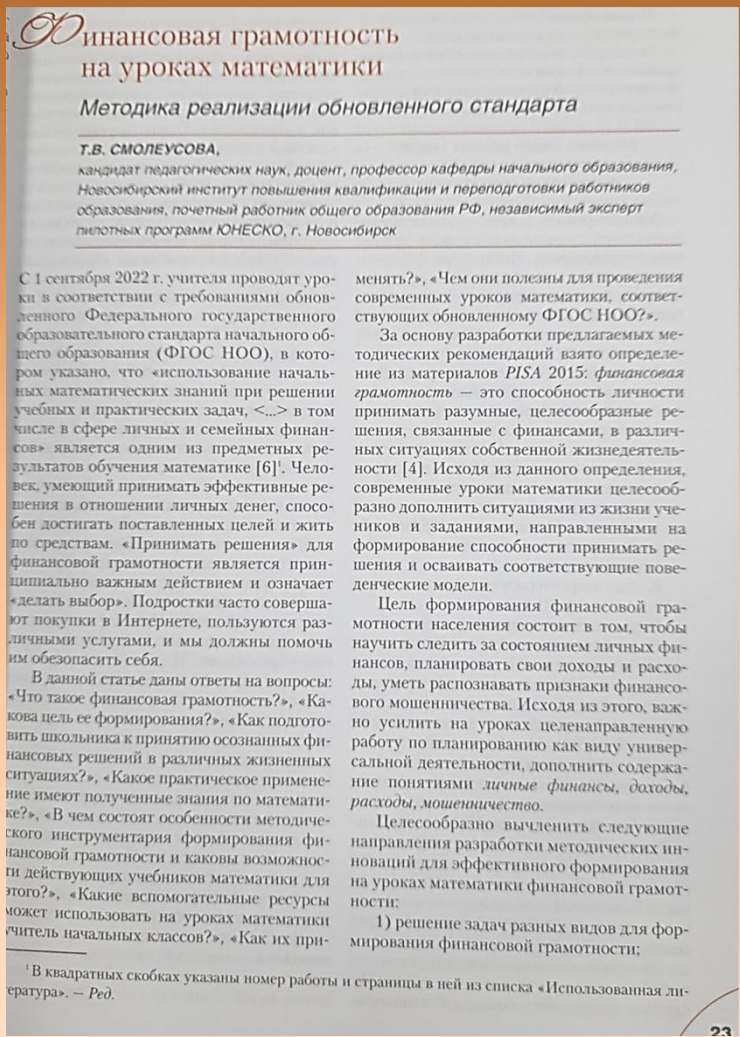 Финансовая грамотность
на уроках математики
Методика реализации обновленного стандарта
Т.В. СМОЛЕУСОВА,
кандидат педагогических наук, доцент, профессор кафедры начального образования,
Новосибирский институт повышения квалификации и переподготовки работников
образования, почетный работник общего образования РФ, независимый эксперт
пилотных программ ЮНЕСКО, г. Новосибирск
С 1 сентября 2022 г. учителя проводят уро-
ки в соответствии с требованиями обнов-
ленного Федерального государственного
образовательного стандарта начального об-
щего образования (ФГОС НОО), в кото-
ром указано, что «использование началь-
ных математических знаний при решении
учебных и практических задач, <...> в том
числе в сфере личных и семейных финан-
сов» является одним из предметных ре-
зультатов обучения математике [6]¹. Чело-
век, умеющий принимать эффективные ре-
шения в отношении личных денег, спосо-
бен достигать поставленных целей и жить
по средствам. «Принимать решения» для
финансовой грамотности является прин-
ципиально важным действием и означает
«делать выбор». Подростки часто соверша-
ют покупки в Интернете, пользуются раз-
личными услугами, и мы должны помочь
им обезопасить себя.
В данной статье даны ответы на вопросы:
«Что такое финансовая грамотность?», «Ка-
кова цель ее формирования?», «Как подгото-
вить школьника к принятию осознанных фи-
нансовых решений в различных жизненных
ситуациях?», «Какое практическое примене-
ние имеют полученные знания по математи-
ке?», «В чем состоят особенности методиче-
ского инструментария формирования фи-
нансовой грамотности и каковы возможнос-
ти действующих учебников математики для
этого?», «Какие вспомогательные ресурсы
может использовать на уроках математики
учитель начальных классов?», «Как их при-
менять?», «Чем они полезны для проведения
современных уроков математики, соответ-
ствующих обновленному ФГОС НОО?».
За основу разработки предлагаемых ме-
тодических рекомендаций взято определе-
ние из материалов PISA 2015: финансовая
грамотность — это способность личности
принимать разумные, целесообразные ре-
шения, связанные с финансами, в различ-
ных ситуациях собственной жизнедеятель-
ности [4]. Исходя из данного определения,
современные уроки математики целесооб-
разно дополнить ситуациями из жизни уче-
ников и заданиями, направленными на
формирование способности принимать ре-
шения и осваивать соответствующие пове-
денческие модели.
Цель формирования финансовой гра-
мотности населения состоит в том, чтобы
научить следить за состоянием личных фи-
нансов, планировать свои доходы и расхо-
ды, уметь распознавать признаки финансо-
вого мошенничества. Исходя из этого, важ-
но усилить на уроках целенаправленную
работу по планированию как виду универ-
сальной деятельности, дополнить содержа-
ние понятиями личные финансы, доходы,
расходы, мошенничество.
Целесообразно вычленить следующие
направления разработки методических ин-
новаций для эффективного формирования
на уроках математики финансовой грамот-
ности:
1) решение задач разных видов для фор-
мирования финансовой грамотности;
¹В квадратных скобках указаны номер работы и страницы в ней из списка «Использованная ли-
тература». — Ред.
23